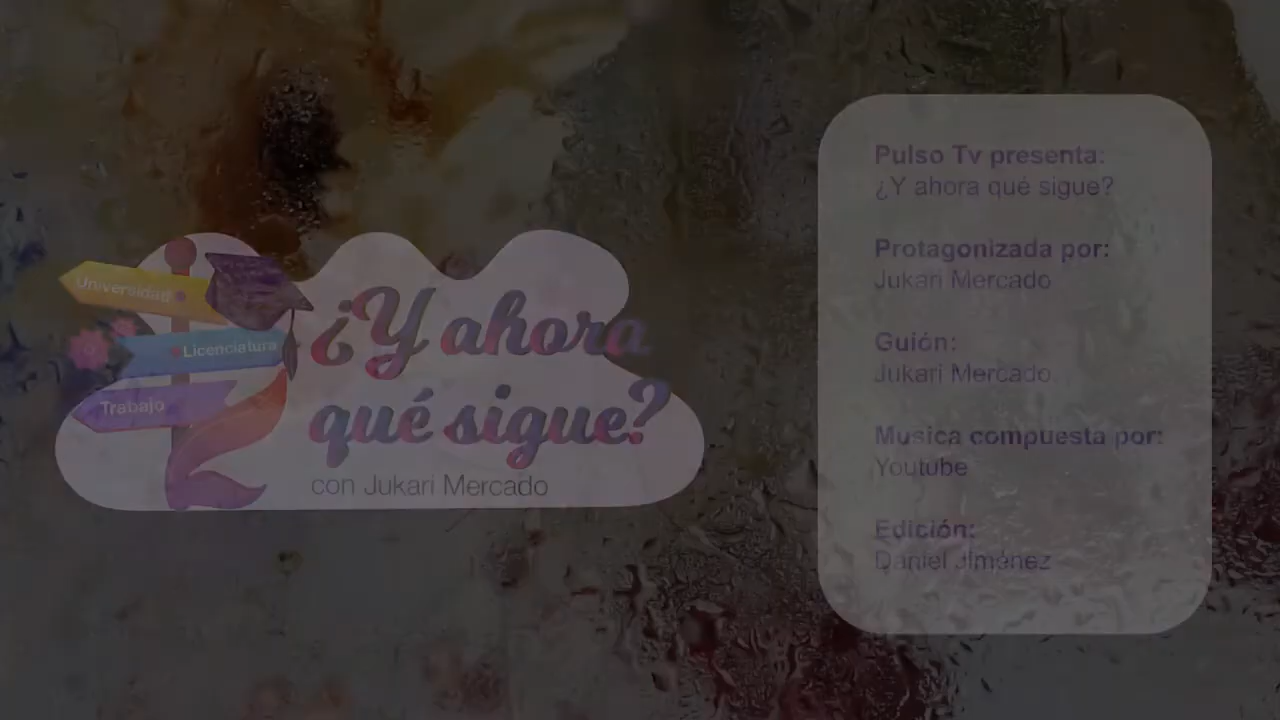 Universidad
Licenciatura
Trabajo
¿Y ahora
qué sigue?
con Jukari Mercado
Pulso Tv presenta:
¿Y ahora qué sigue?
Protagonizada por:
Jukari Mercado
Guión:
Jukari Mercado
Musica compuesta por:
Youtube
Edición:
Daniel Jiménez